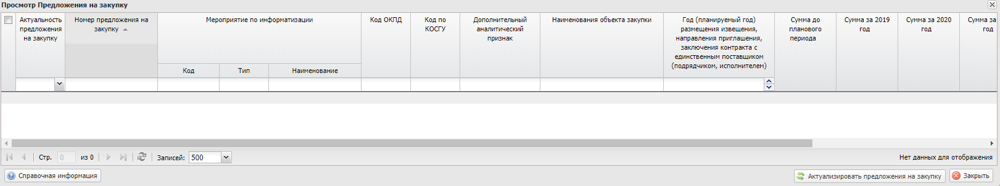 Просмотр Предложения на закупку
Актуальность предложения на закупку
Номер предложения на закупку
Мероприятие по информатизации
Код ОКПД
Код по КОСГУ
Дополнительный аналитический признак
Наименования объекта закупки
Год (планируемый год) размещения извещения, направления приглашения, заключения контракта с единственным поставщиком (подрядчиком, исполнителем)
Сумма до планового периода
Сумма за 2019 год
Сумма за 2020 год
Сумма за год
Код
Тип
Наименование
Стр. 0 из 0
Записей: 500
Нет данных для отображения
Справочная информация
Актуализировать предложения на закупку
Закрыть